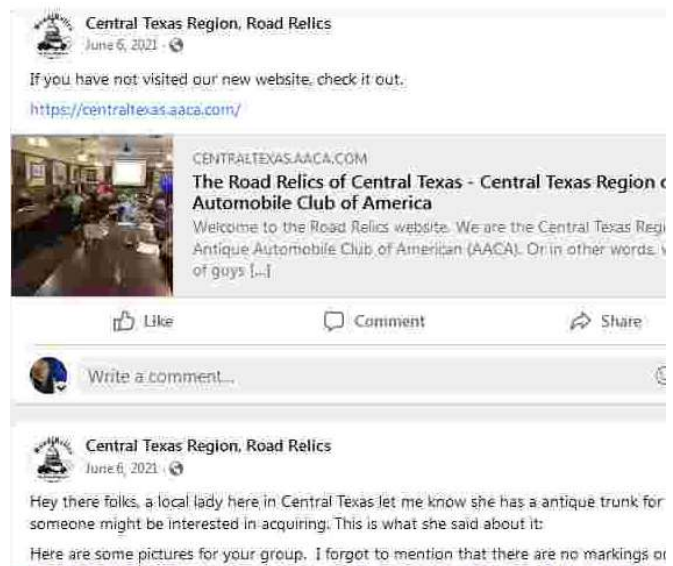 Central Texas Region, Road Relics
June 6, 2021
If you have not visited our new website, check it out.
https://centraltexas.aaca.com/
CENTRALTEXAS.AACA.COM
The Road Relics of Central Texas - Central Texas Region
Automobile Club of America
Welcome to the Road Relics website. We are the Central Texas Regi
Antique Automobile Club of American (AACA). Or in other words,
of guys [...]
Like
Comment
Share
Write a comment...
Central Texas Region, Road Relics
June 6, 2021
Hey there folks, a local lady here in Central Texas let me know she has a antique trunk for
someone might be interested in acquiring. This is what she said about it:
Here are some pictures for your group. I forgot to mention that there are no markings